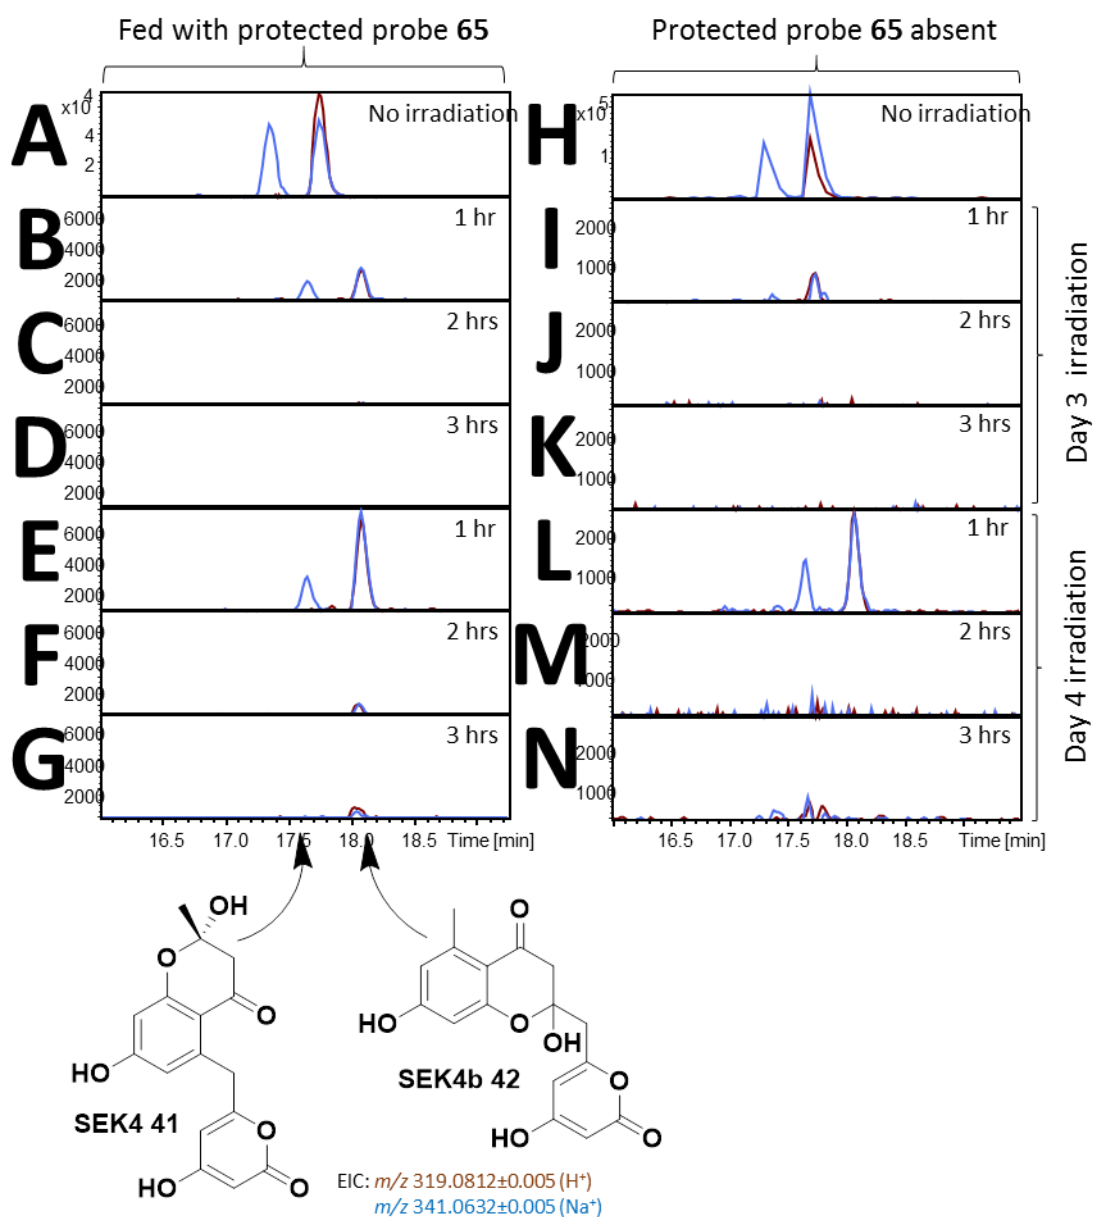 Fed with protected probe 65
Protected probe 65 absent
A
4
x10
4
2
No irradiation
H
5
x10
1
No irradiation
B
6000
4000
2000
1 hr
I
2000
1000
1 hr
C
6000
4000
2000
2 hrs
J
2000
1000
2 hrs
D
6000
4000
2000
3 hrs
K
2000
1000
3 hrs
Day 3 irradiation
E
6000
4000
2000
1 hr
L
2000
1000
1 hr
F
6000
4000
2000
2 hrs
M
2000
1000
2 hrs
G
6000
4000
2000
3 hrs
N
2000
1000
3 hrs
Day 4 irradiation
16.5 17.0 17.5 18.0 18.5 Time [min]
16.5 17.0 17.5 18.0 18.5 Time [min]
OH
O
O
HO
SEK4 41
O
HO
O
O
HO
O
OH
SEK4b 42
O
HO
O
EIC: m/z 319.0812±0.005 (H⁺)
m/z 341.0632±0.005 (Na⁺)